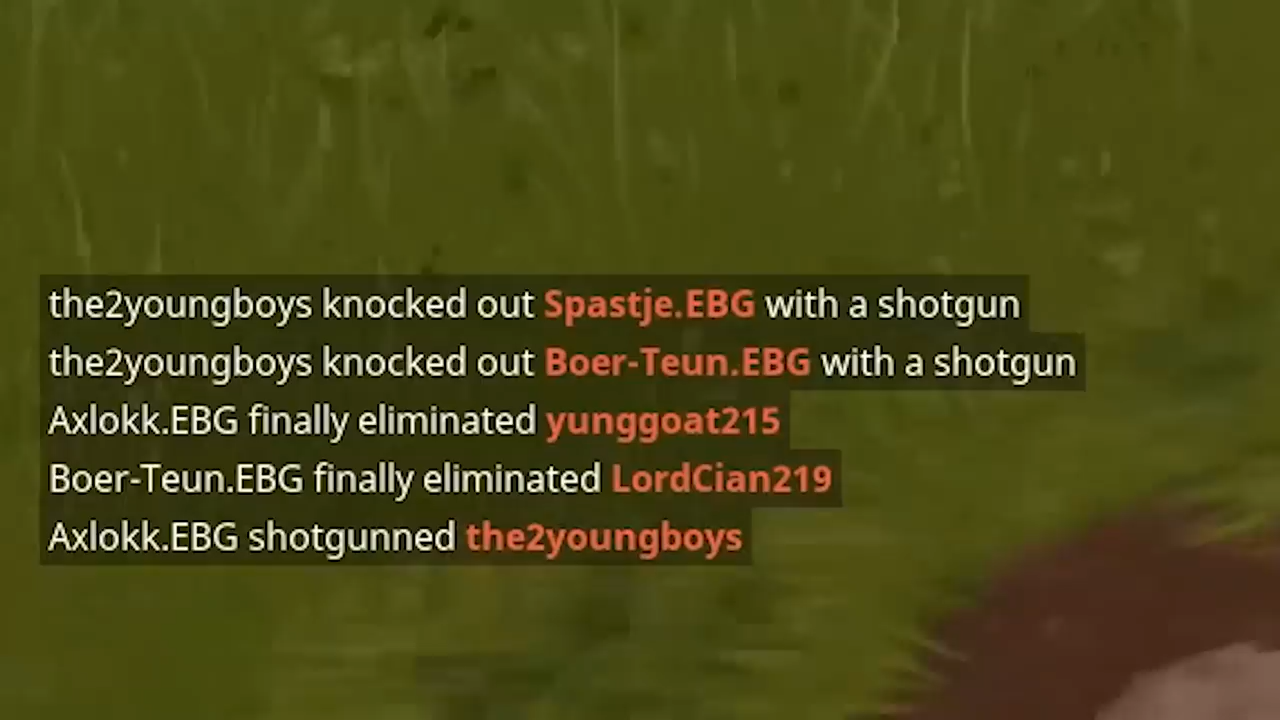 the2youngboys knocked out Spastje.EBG with a shotgun
the2youngboys knocked out Boer-Teun.EBG with a shotgun
Axlokk.EBG finally eliminated yunggoat215
Boer-Teun.EBG finally eliminated LordCian219
Axlokk.EBG shotgunned the2youngboys